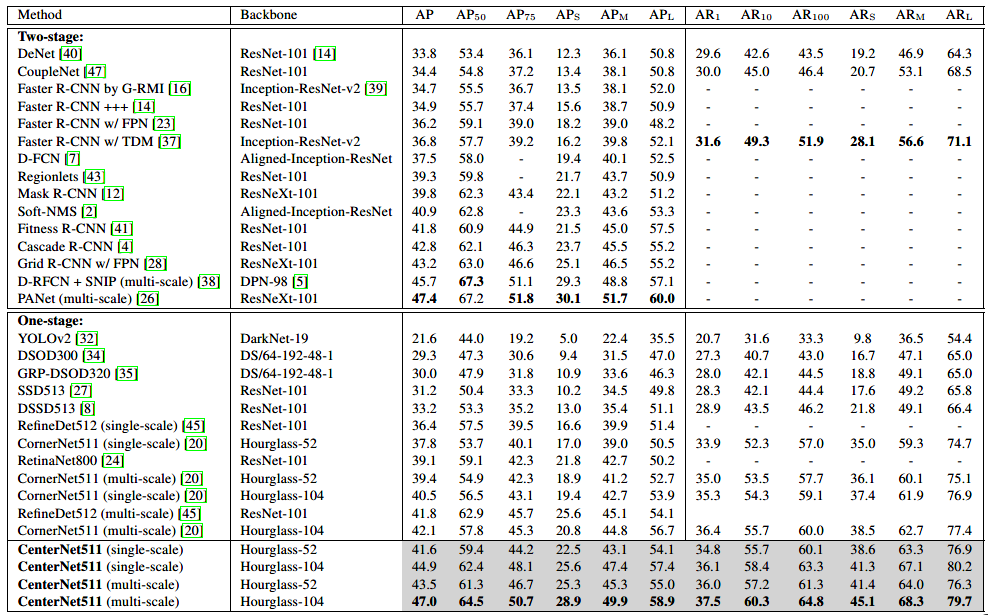 Method Backbone AP AP50 AP75 APS APM APL AR1 AR10 AR100 ARS ARM ARL
Two-stage:
DeNet [40] ResNet-101 [14] 33.8 53.4 36.1 12.3 36.1 50.8 29.6 42.6 43.5 19.2 46.9 64.3
CoupleNet [47] ResNet-101 34.4 54.8 37.2 13.4 38.1 50.8 30.0 45.0 46.4 20.7 53.1 68.5
Faster R-CNN by G-RMI [16] Inception-ResNet-v2 [39] 34.7 55.5 36.7 13.5 38.1 52.0 - - - - - -
Faster R-CNN +++ [14] ResNet-101 34.9 55.7 37.4 15.6 38.7 50.9 - - - - - -
Faster R-CNN w/ FPN [23] ResNet-101 36.2 59.1 39.0 18.2 39.0 48.2 - - - - - -
Faster R-CNN w/ TDM [37] Inception-ResNet-v2 36.8 57.7 39.2 16.2 39.8 52.1 31.6 49.3 51.9 28.1 56.6 71.1
D-FCN [7] Aligned-Inception-ResNet 37.5 58.0 - 19.4 40.1 52.5 - - - - - -
Regionlets [43] ResNet-101 39.3 59.8 - 21.7 43.7 50.9 - - - - - -
Mask R-CNN [12] ResNeXt-101 39.8 62.3 43.4 22.1 43.2 51.2 - - - - - -
Soft-NMS [2] Aligned-Inception-ResNet 40.9 62.8 - 23.3 43.6 53.3 - - - - - -
Fitness R-CNN [41] ResNet-101 41.8 60.9 44.9 21.5 45.0 57.5 - - - - - -
Cascade R-CNN [4] ResNet-101 42.8 62.1 46.3 23.7 45.5 55.2 - - - - - -
Grid R-CNN w/ FPN [28] ResNeXt-101 43.2 63.0 46.6 25.1 46.5 55.2 - - - - - -
D-RFCN + SNIP (multi-scale) [38] DPN-98 [5] 45.7 67.3 51.1 29.3 48.8 57.1 - - - - - -
PANet (multi-scale) [26] ResNeXt-101 47.4 67.2 51.8 30.1 51.7 60.0 - - - - - -
One-stage:
YOLOv2 [32] DarkNet-19 21.6 44.0 19.2 5.0 22.4 35.5 20.7 31.6 33.3 9.8 36.5 54.4
DSOD300 [34] DS/64-192-48-1 29.3 47.3 30.6 9.4 31.5 47.0 27.3 40.7 43.0 16.7 47.1 65.0
GRP-DSOD320 [35] DS/64-192-48-1 30.0 47.9 31.8 10.9 33.6 46.3 28.0 42.1 44.5 18.8 49.1 65.0
SSD513 [27] ResNet-101 31.2 50.4 33.3 10.2 34.5 49.8 28.3 42.1 44.4 17.6 49.2 65.8
DSSD513 [8] ResNet-101 33.2 53.3 35.2 13.0 35.4 51.1 28.9 43.5 46.2 21.8 49.1 66.4
RefineDet512 (single-scale) [45] ResNet-101 36.4 57.5 39.5 16.6 39.9 51.4 - - - - - -
CornerNet511 (single-scale) [20] Hourglass-52 37.8 53.7 40.1 17.0 39.0 50.5 33.9 52.3 57.0 35.0 59.3 74.7
RetinaNet800 [24] ResNet-101 39.1 59.1 42.3 21.8 42.7 50.2 - - - - - -
CornerNet511 (multi-scale) [20] Hourglass-52 39.4 54.9 42.3 18.9 41.2 52.7 35.0 53.5 57.7 36.1 60.1 75.1
CornerNet511 (single-scale) [20] Hourglass-104 40.5 56.5 43.1 19.4 42.7 53.9 35.3 54.3 59.1 37.4 61.9 76.9
RefineDet512 (multi-scale) [45] ResNet-101 41.8 62.9 45.7 25.6 45.1 54.1
CornerNet511 (multi-scale) [20] Hourglass-104 42.1 57.8 45.3 20.8 44.8 56.7 36.4 55.7 60.0 38.5 62.7 77.4
CenterNet511 (single-scale) Hourglass-52 41.6 59.4 44.2 22.5 43.1 54.1 34.8 55.7 60.1 38.6 63.3 76.9
CenterNet511 (single-scale) Hourglass-104 44.9 62.4 48.1 25.6 47.4 57.4 36.1 58.4 63.3 41.3 67.1 80.2
CenterNet511 (multi-scale) Hourglass-52 43.5 61.3 46.7 25.3 45.3 55.0 36.0 57.2 61.3 41.4 64.0 76.3
CenterNet511 (multi-scale) Hourglass-104 47.0 64.5 50.7 28.9 49.9 58.9 37.5 60.3 64.8 45.1 68.3 79.7